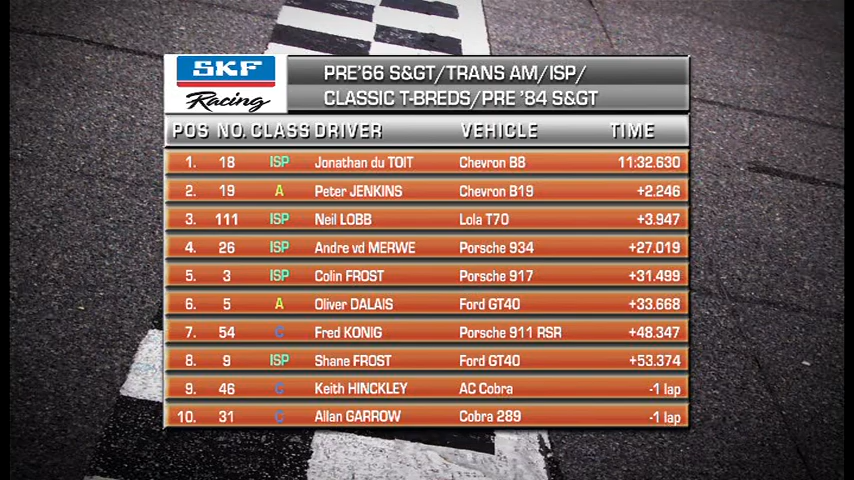 SKF
Racing
PRE'66 S&GT/TRANS AM/ISP/
CLASSIC T-BREDS/PRE '84 S&GT
POS NO. CLASS DRIVER VEHICLE TIME
1. 18 ISP Jonathan du TOIT Chevron B8 11:32.630
2. 19 A Peter JENKINS Chevron B19 +2.246
3. 111 ISP Neil LOBB Lola T70 +3.947
4. 26 ISP Andre vd MERWE Porsche 934 +27.019
5. 3 ISP Colin FROST Porsche 917 +31.499
6. 5 A Oliver DALAIS Ford GT40 +33.668
7. 54 C Fred KONIG Porsche 911 RSR +48.347
8. 9 ISP Shane FROST Ford GT40 +53.374
9. 46 C Keith HINCKLEY AC Cobra -1 lap
10. 31 C Allan GARROW Cobra 289 -1 lap